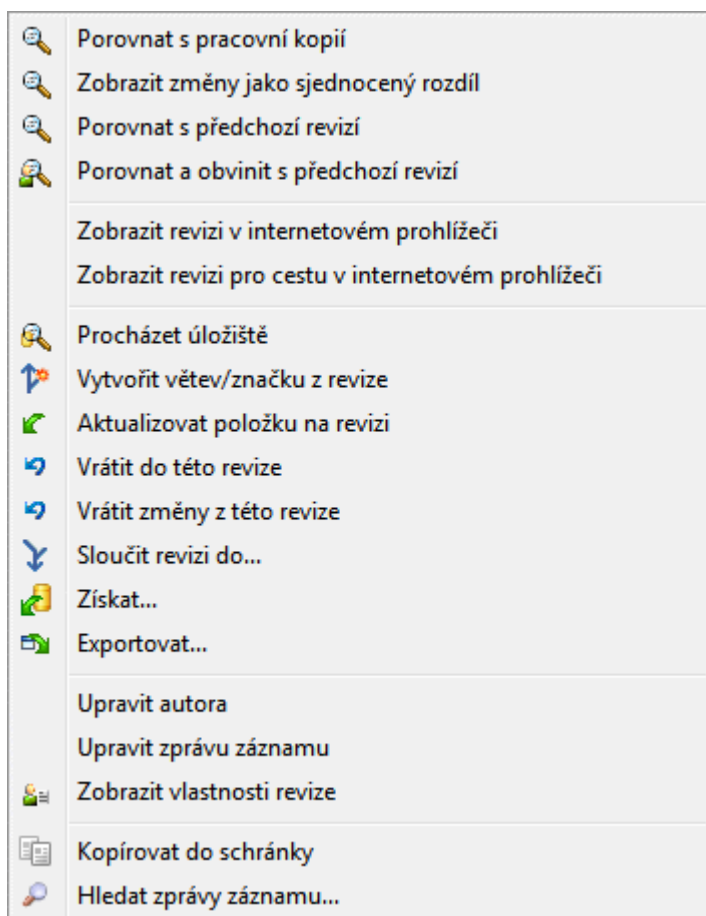 Porovnat s pracovní kopií
Zobrazit změny jako sjednocený rozdíl
Porovnat s předchozí revizí
Porovnat a obvinit s předchozí revizí
Zobrazit revizi v internetovém prohlížeči
Zobrazit revizi pro cestu v internetovém prohlížeči
Procházet úložiště
Vytvořit větev/značku z revize
Aktualizovat položku na revizi
Vrátit do této revize
Vrátit změny z této revize
Sloučit revizi do...
Získat...
Exportovat...
Upravit autora
Upravit zprávu záznamu
Zobrazit vlastnosti revize
Kopírovat do schránky
Hledat zprávy záznamu...